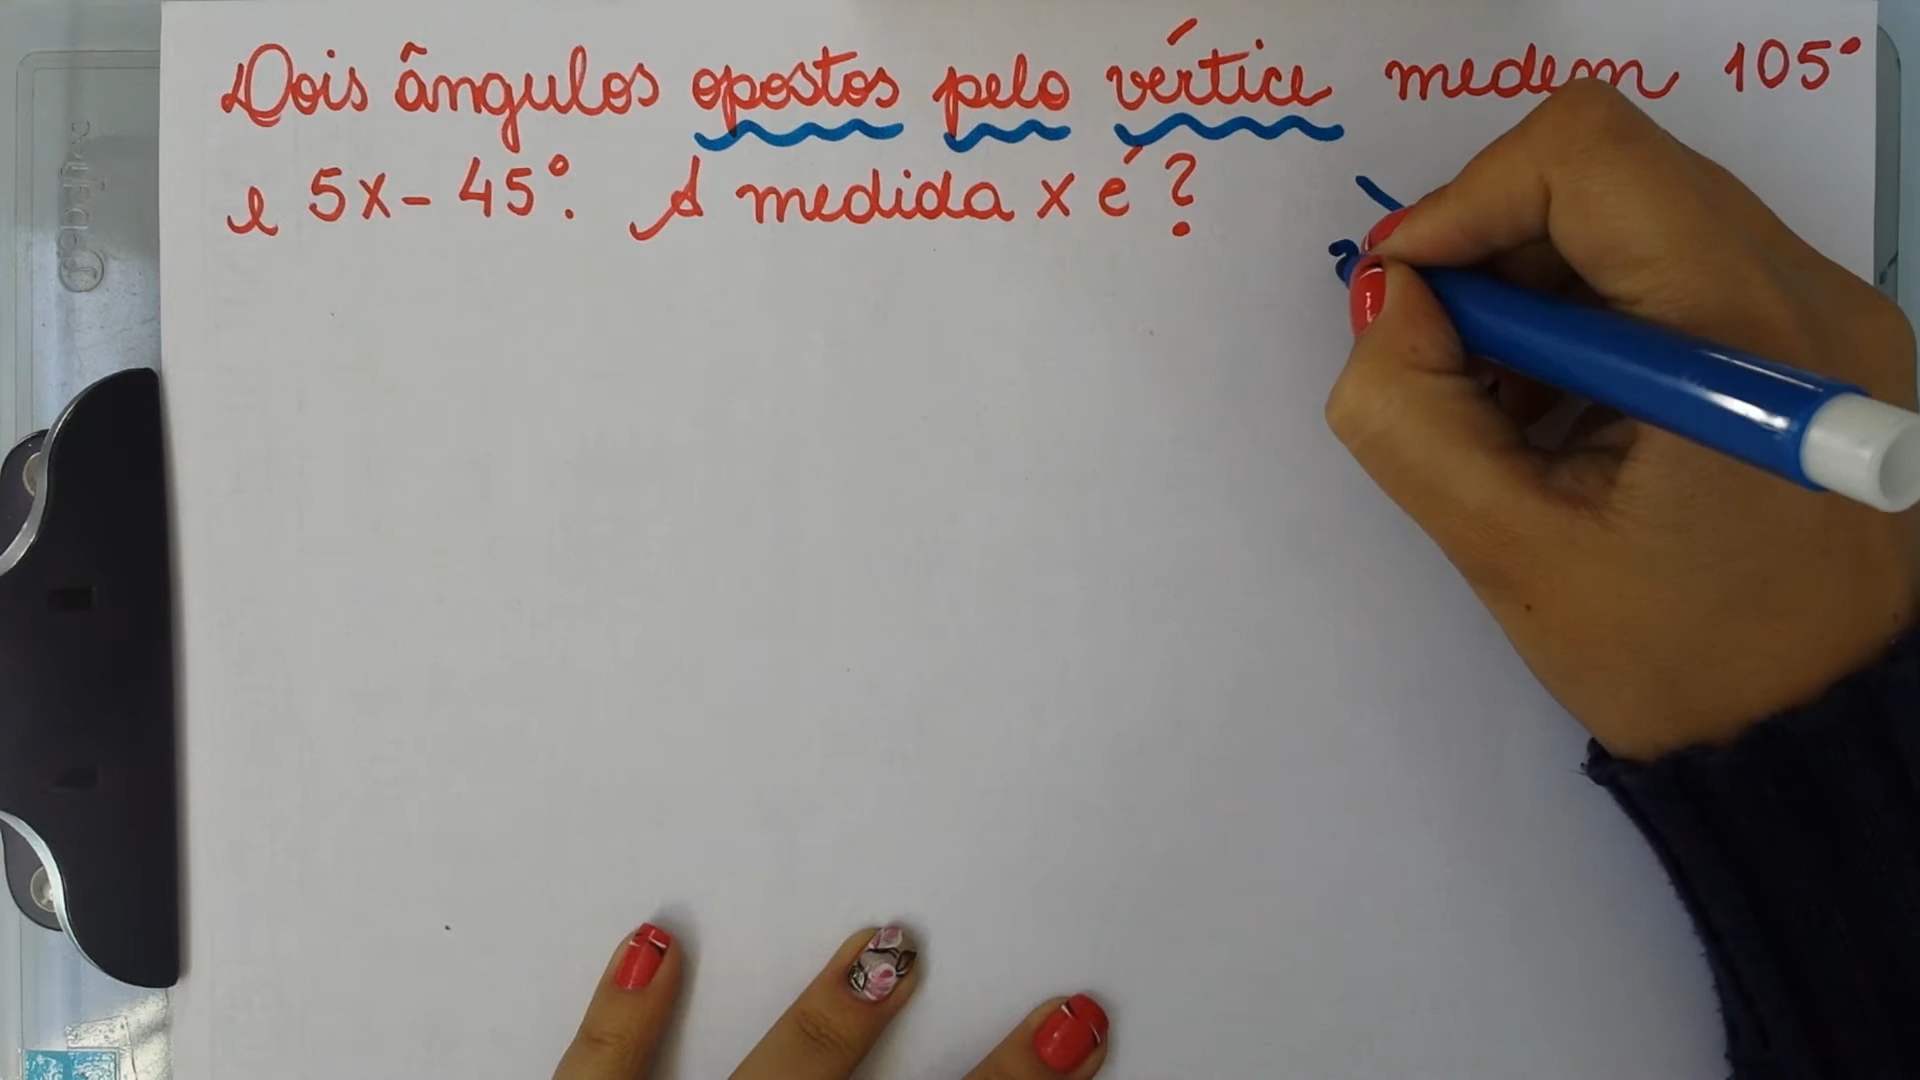 Dois ângulos opostos pelo vértice medem 105°
e 5x - 45°. A medida x é?